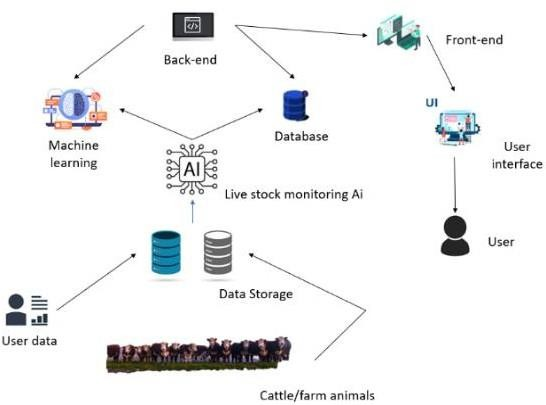 Back-end
Front-end
UI
Machine
learning
Database
User
interface
AI
Live stock monitoring Ai
User
Data Storage
User data
Cattle/farm animals